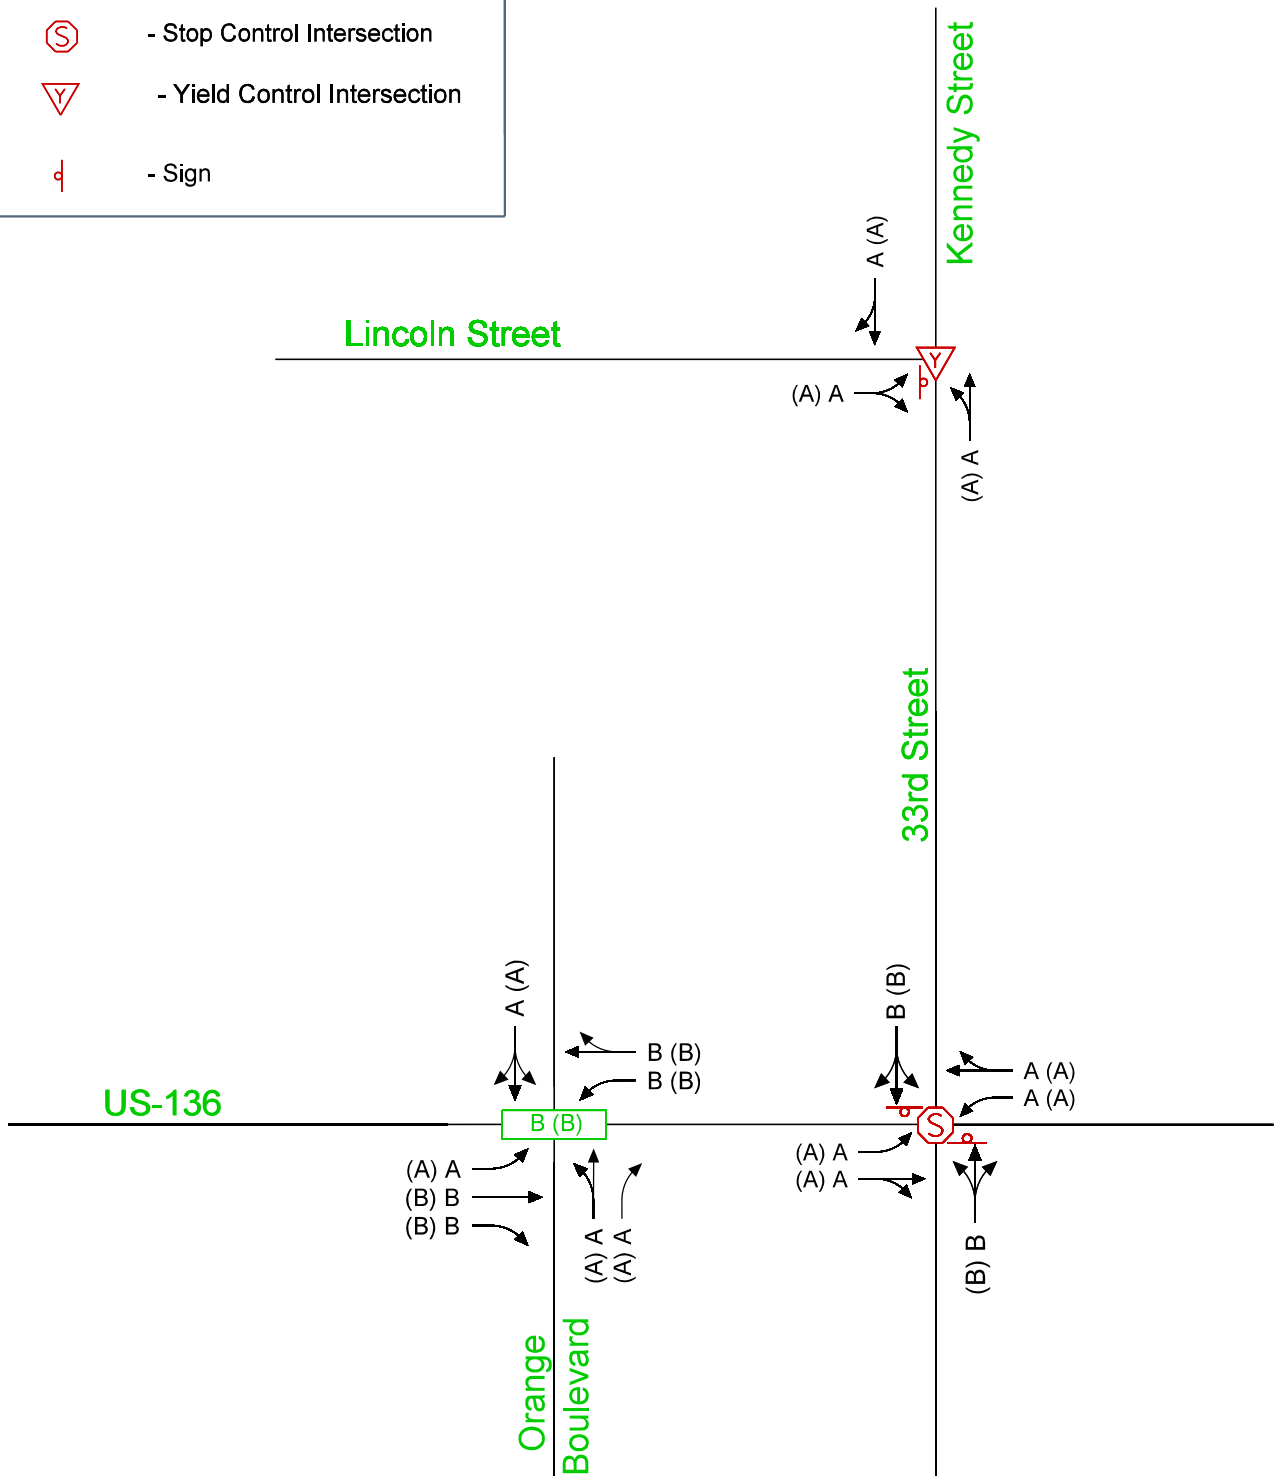 S - Stop Control Intersection
Y - Yield Control Intersection
- Sign
Kennedy Street
A (A)
Lincoln Street
Y
(A) A
(A) A
33rd Street
A (A)
B (B)
B (B)
B (B)
A (A)
A (A)
US-136
B (B)
S
(A) A
(B) B
(B) B
(A) A
(A) A
(A) A
(A) A
(B) B
Orange
Boulevard